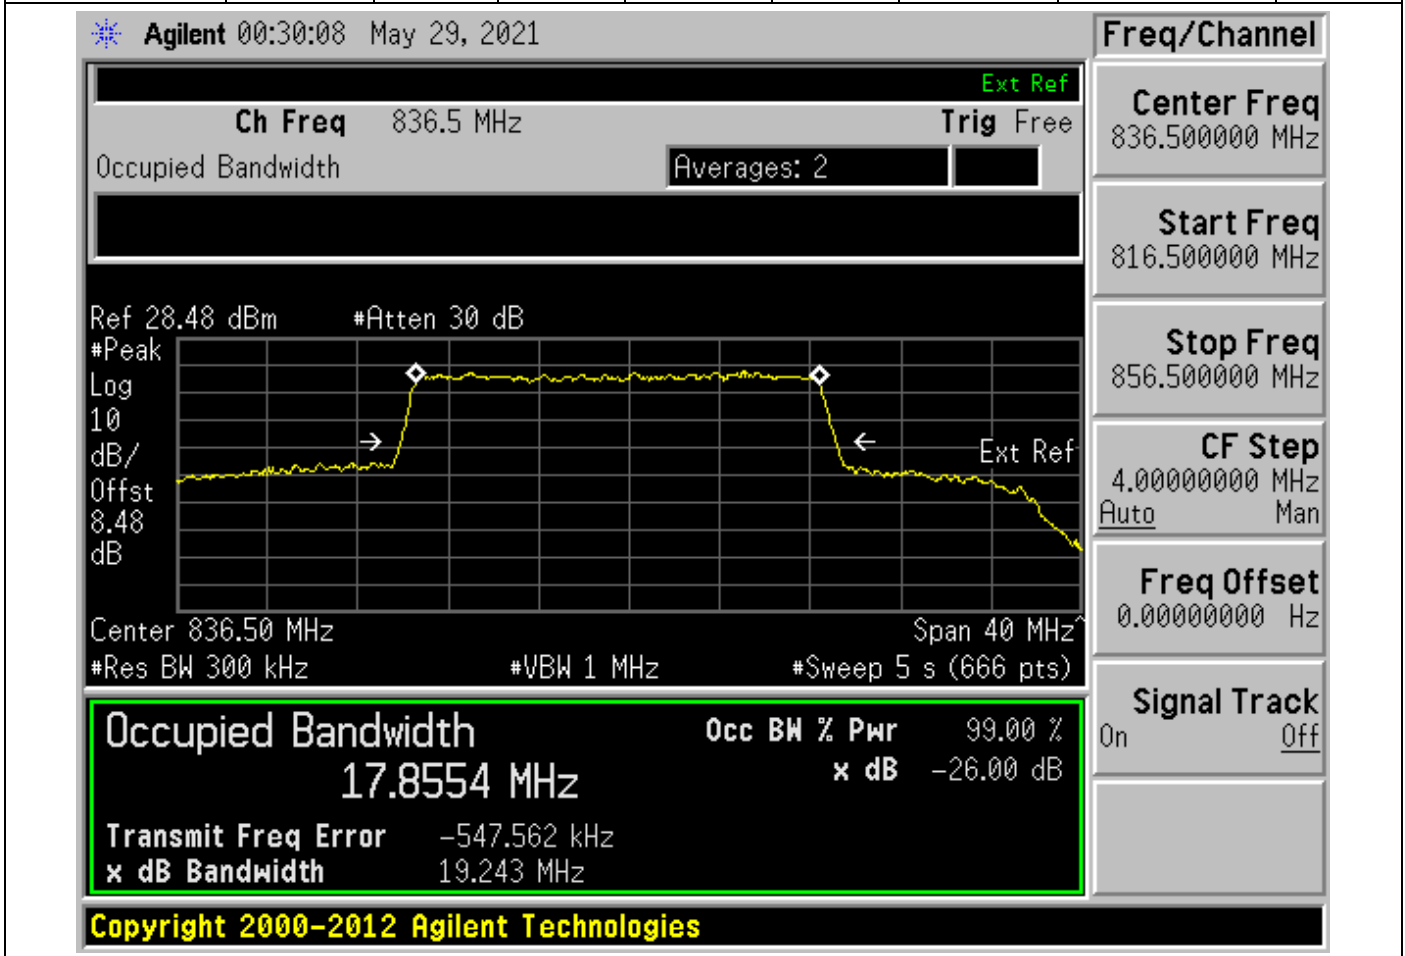 Agilent 00:30:08 May 29, 2021
Freq/Channel
Ext Ref
Ch Freq 836.5 MHz Trig Free
Occupied Bandwidth Averages: 2
Center Freq
836.500000 MHz
Start Freq
816.500000 MHz
Stop Freq
856.500000 MHz
CF Step
4.00000000 MHz
Auto Man
Freq Offset
0.00000000 Hz
Signal Track
On Off
Ref 28.48 dBm #Atten 30 dB
#Peak
Log
10
dB/
Offst
8.48
dB
Ext Ref
Center 836.50 MHz Span 40 MHz^
#Res BW 300 kHz #VBW 1 MHz #Sweep 5 s (666 pts)
Occupied Bandwidth Occ BW % Pwr 99.00 %
17.8554 MHz x dB -26.00 dB
Transmit Freq Error -547.562 kHz
x dB Bandwidth 19.243 MHz
Copyright 2000-2012 Agilent Technologies